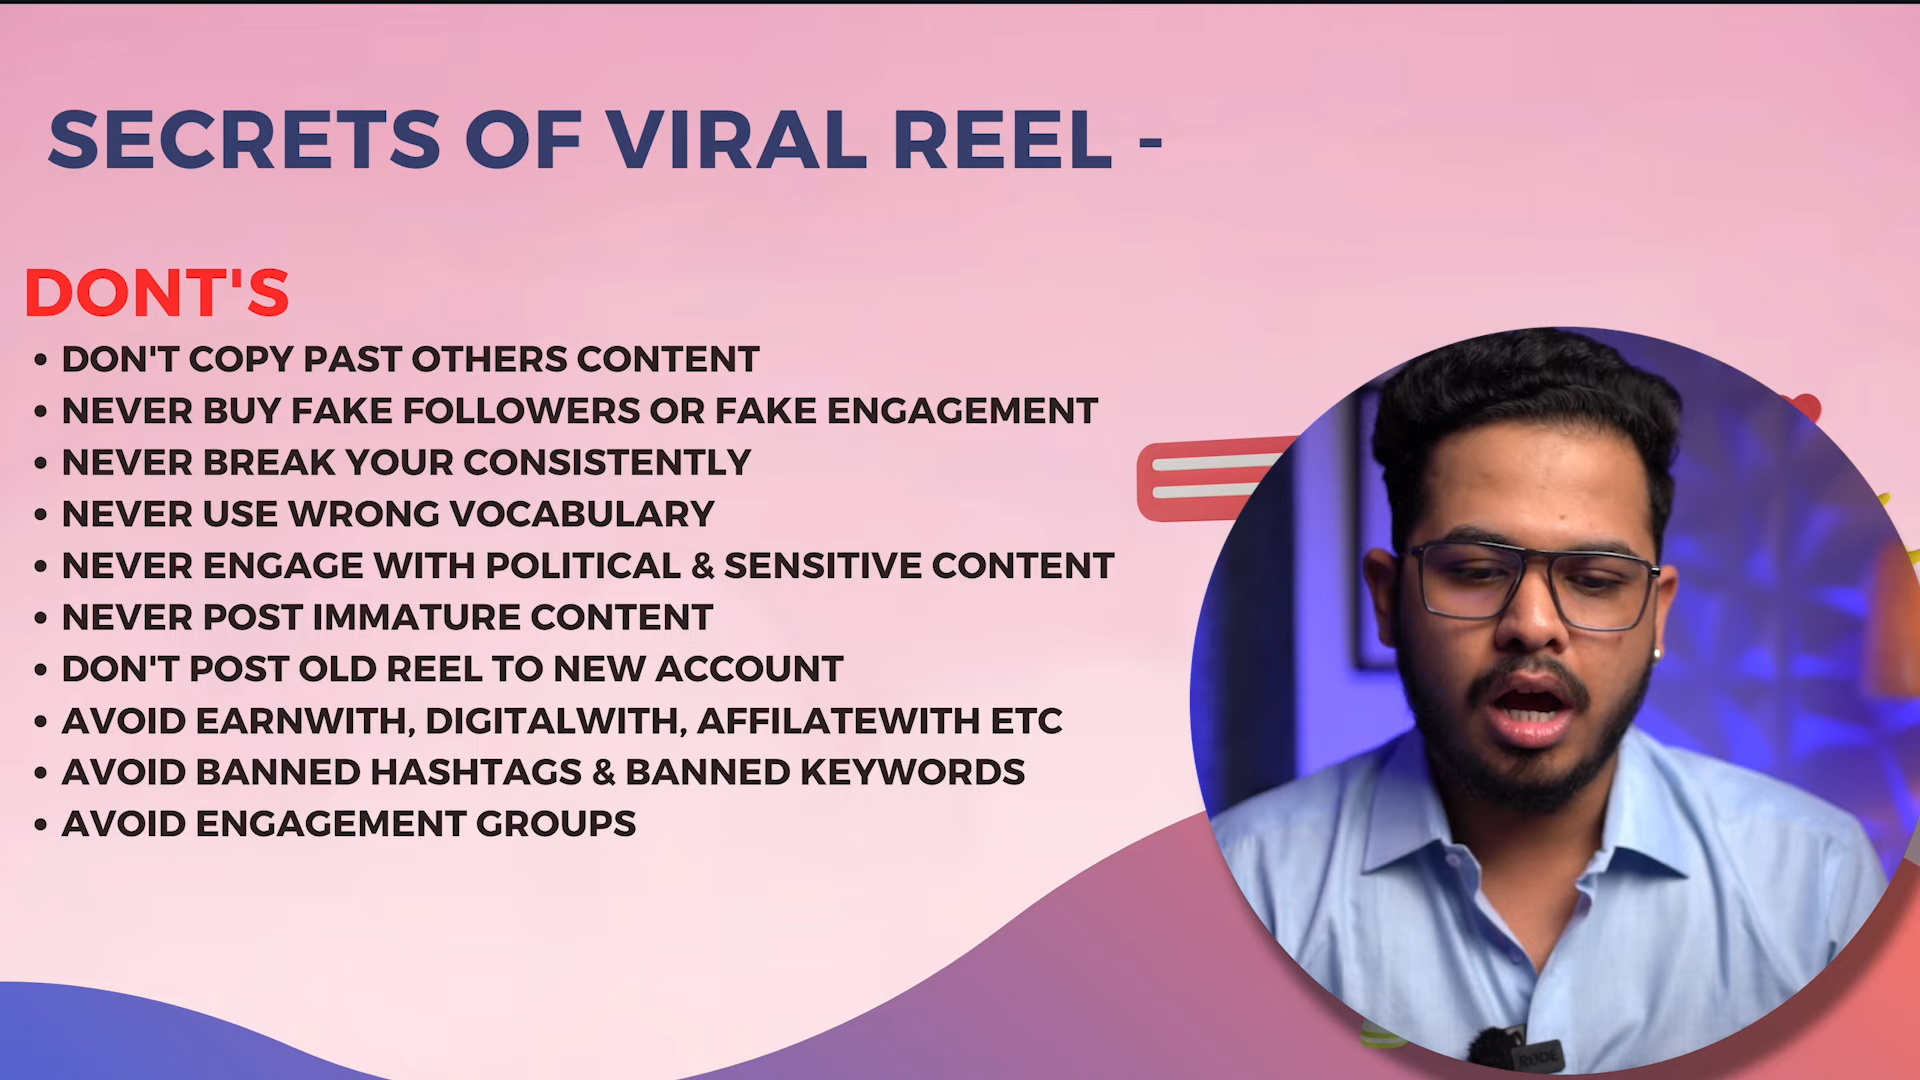 SECRETS OF VIRAL REEL -
DONT'S
• DON'T COPY PAST OTHERS CONTENT
• NEVER BUY FAKE FOLLOWERS OR FAKE ENGAGEMENT
• NEVER BREAK YOUR CONSISTENTLY
• NEVER USE WRONG VOCABULARY
• NEVER ENGAGE WITH POLITICAL & SENSITIVE CONTENT
• NEVER POST IMMATURE CONTENT
• DON'T POST OLD REEL TO NEW ACCOUNT
• AVOID EARNWITH, DIGITALWITH, AFFILATEWITH ETC
• AVOID BANNED HASHTAGS & BANNED KEYWORDS
• AVOID ENGAGEMENT GROUPS
RØDE